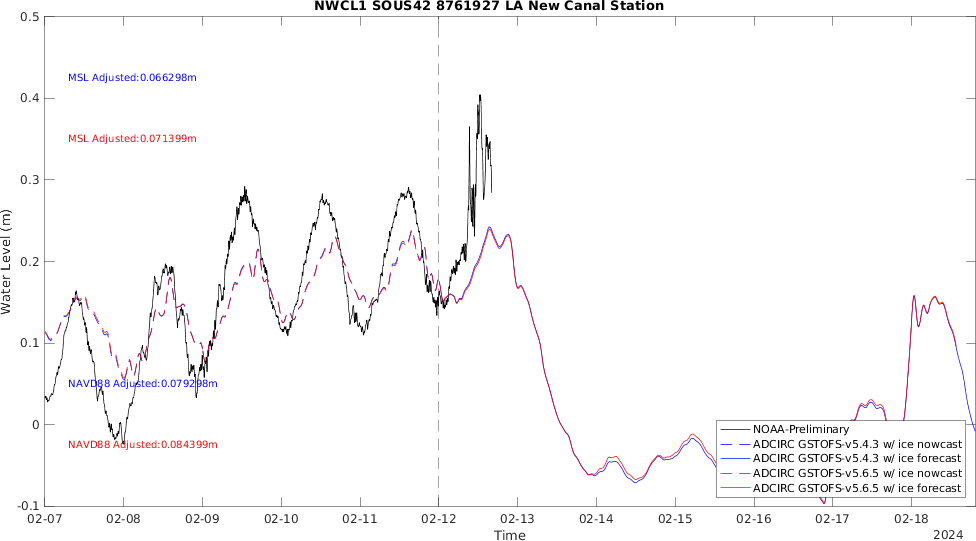 NWCL1 SOUS42 8761927 LA New Canal Station
0.5
0.4
0.3
0.2
0.1
0
-0.1
Water Level (m)
MSL Adjusted:0.066298m
MSL Adjusted:0.071399m
NAVD88 Adjusted:0.079298m
NAVD88 Adjusted:0.084399m
NOAA-Preliminary
ADCIRC GSTOFS-v5.4.3 w/ ice nowcast
ADCIRC GSTOFS-v5.4.3 w/ ice forecast
ADCIRC GSTOFS-v5.6.5 w/ ice nowcast
ADCIRC GSTOFS-v5.6.5 w/ ice forecast
02-07 02-08 02-09 02-10 02-11 02-12 02-13 02-14 02-15 02-16 02-17 02-18
Time
2024